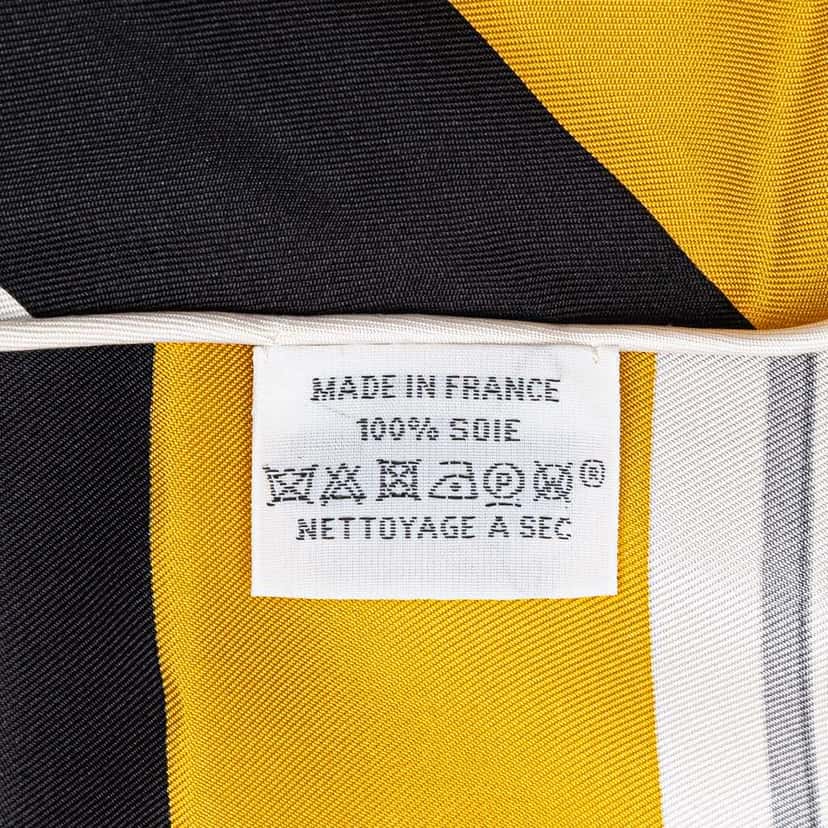 MADE IN FRANCE
100% SOIE
P ®
NETTOYAGE A SEC